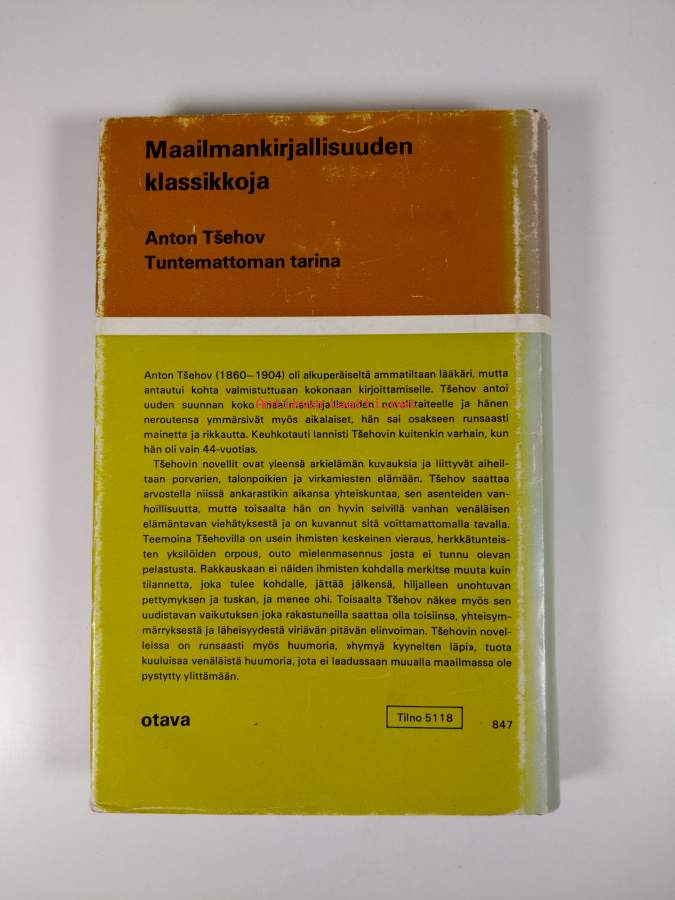 Maailmankirjallisuuden
klassikkoja
Anton Tšehov
Tuntemattoman tarina
Anton Tšehov (1860—1904) oli alkuperäiseltä ammatiltaan lääkäri, mutta
antautui kohta valmistuttuaan kokonaan kirjoittamiselle. Tšehov antoi
uuden suunnan koko maailmankirjallisuuden novellitaiteelle ja hänen
neroutensa ymmärsivät myös aikalaiset, hän sai osakseen runsaasti
mainetta ja rikkautta. Keuhkotauti lannisti Tšehovin kuitenkin varhain, kun
hän oli vain 44-vuotias.
Tšehovin novellit ovat yleensä arkielämän kuvauksia ja liittyvät aiheil-
taan porvarien, talonpoikien ja virkamiesten elämään. Tšehov saattaa
arvostella niissä ankarastikin aikansa yhteiskuntaa, sen asenteiden van-
hoillisuutta, mutta toisaalta hän on hyvin selvillä vanhan venäläisen
elämäntavan viehätyksestä ja on kuvannut sitä voittamattomalla tavalla.
Teemoina Tšehovilla on usein ihmisten keskeinen vieraus, herkkätunteis-
ten yksilöiden orpous, outo mielenmasennus josta ei tunnu olevan
pelastusta. Rakkauskaan ei näiden ihmisten kohdalla merkitse muuta kuin
tilannetta, joka tulee kohdalle, jättää jälkensä, hiljalleen unohtuvan
pettymyksen ja tuskan, ja menee ohi. Toisaalta Tšehov näkee myös sen
uudistavan vaikutuksen joka rakastuneilla saattaa olla toisiinsa, yhteisym-
märryksestä ja läheisyydestä viriävän pitävän elinvoiman. Tšehovin novel-
leissa on runsaasti myös huumoria, »hymyä kyynelten läpi», tuota
kuuluisaa venäläistä huumoria, jota ei laadussaan muualla maailmassa ole
pystytty ylittämään.
otava
Tilno 5118
847